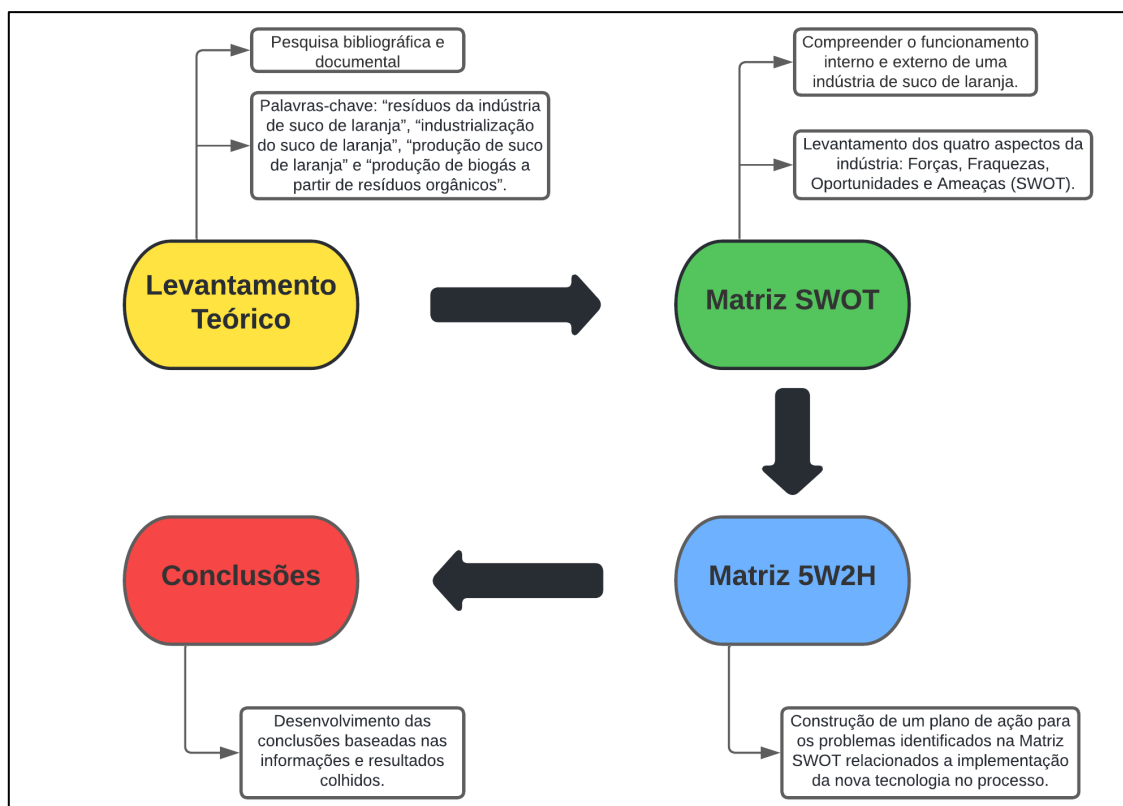 Pesquisa bibliográfica e
documental
Palavras-chave: “resíduos da indústria
de suco de laranja”, “industrialização
do suco de laranja”, “produção de suco
de laranja” e “produção de biogás a
partir de resíduos orgânicos”.
Levantamento
Teórico
Compreender o funcionamento
interno e externo de uma
indústria de suco de laranja.
Levantamento dos quatro aspectos da
indústria: Forças, Fraquezas,
Oportunidades e Ameaças (SWOT).
Matriz SWOT
Matriz 5W2H
Construção de um plano de ação para
os problemas identificados na Matriz
SWOT relacionados a implementação
da nova tecnologia no processo.
Conclusões
Desenvolvimento das
conclusões baseadas nas
informações e resultados
colhidos.